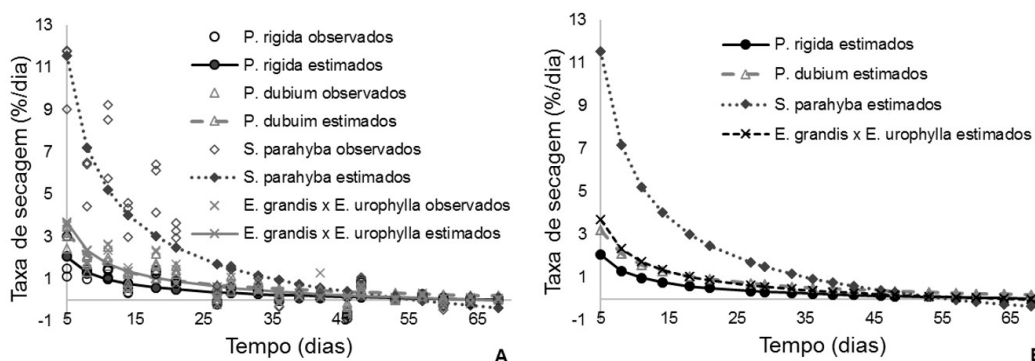 Taxa de secagem (%/dia)
13
11
9
7
5
3
1
-1
P. rigida observados
P. rigida estimados
P. dubium observados
P. dubuim estimados
S. parahyba observados
S. parahyba estimados
E. grandis x E. urophylla observados
E. grandis x E. urophylla estimados
5 15 25 35 45 55 65
Tempo (dias)
A
Taxa de secagem (%/dia)
13
11
9
7
5
3
1
-1
P. rigida estimados
P. dubium estimados
S. parahyba estimados
E. grandis x E. urophylla estimados
5 15 25 35 45 55 65
Tempo (dias)